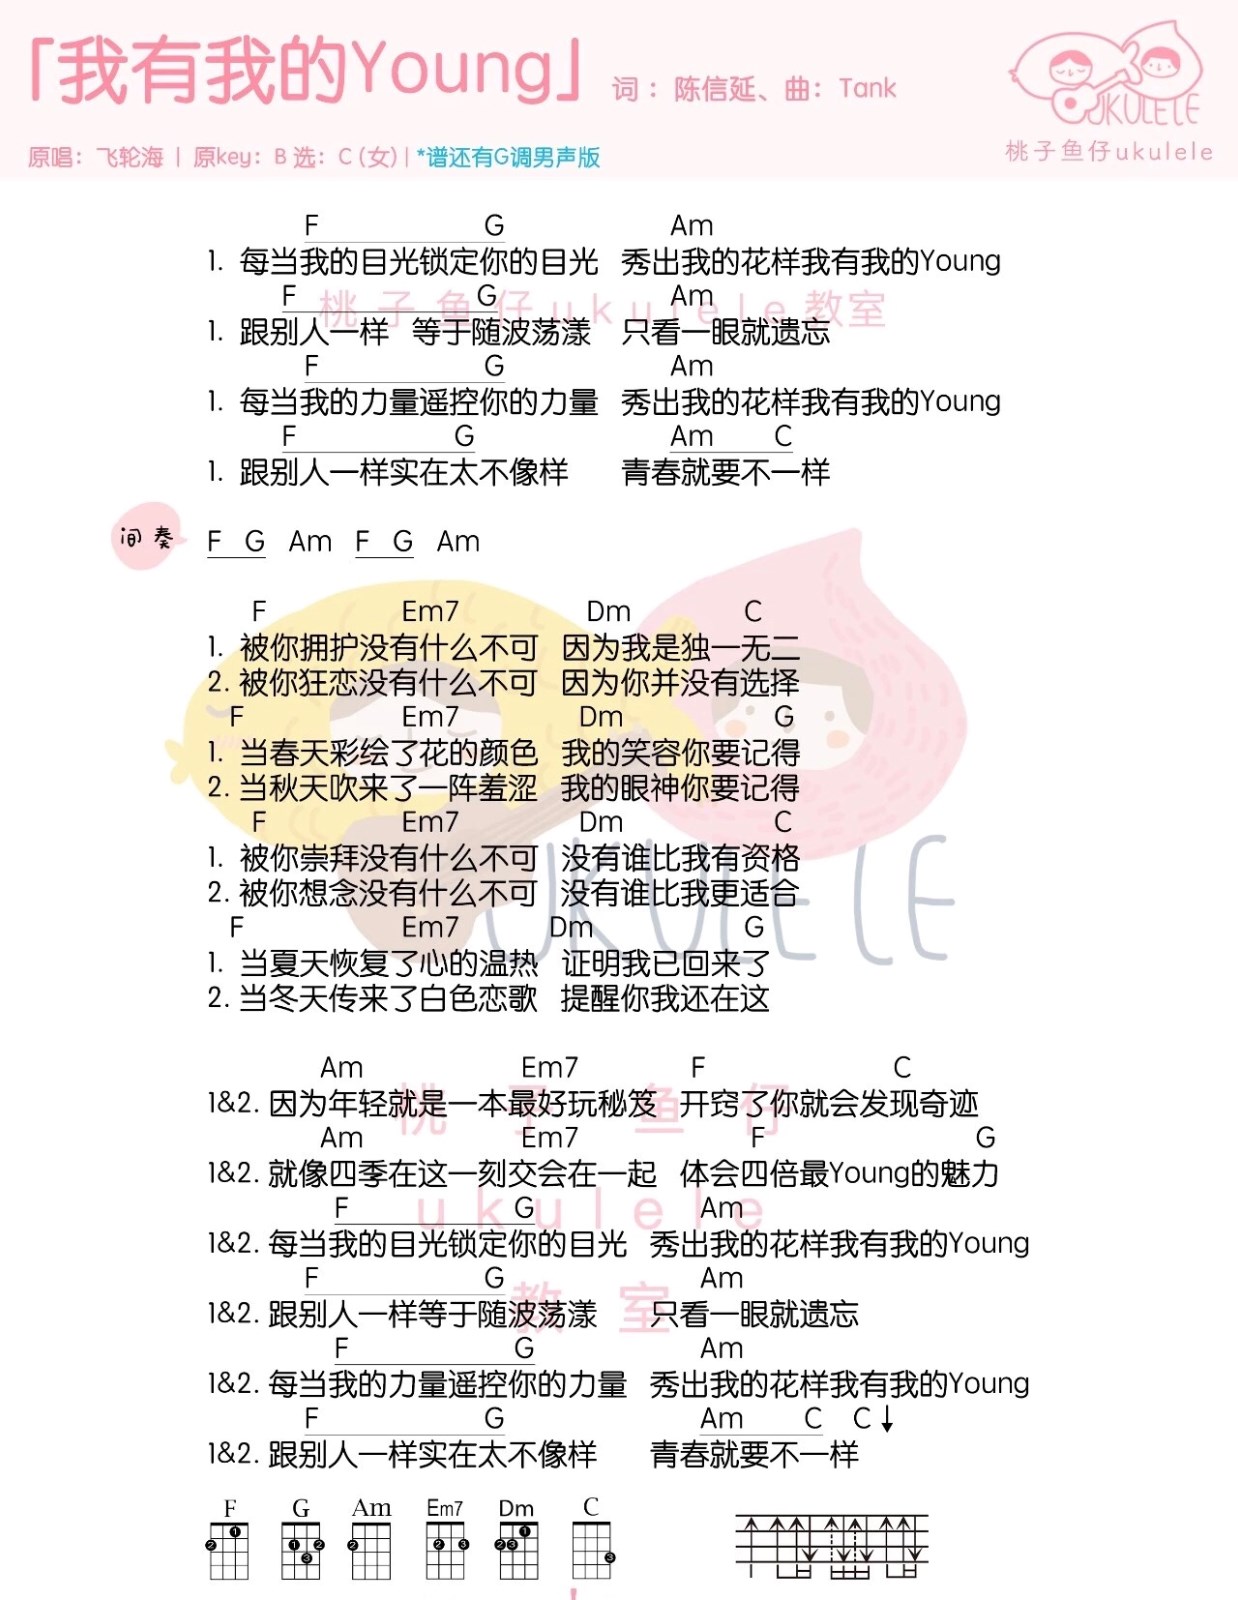 「我有我的Young」 词：陈信延、曲：Tank
UKULELE
桃子鱼仔ukulele
原唱：飞轮海 | 原key：B 选：C (女) | *谱还有G调男声版
F G Am
1. 每当我的目光锁定你的目光 秀出我的花样我有我的Young
F G Am
桃子鱼仔ukulele教室
1. 跟别人一样 等于随波荡漾 只看一眼就遗忘
F G Am
1. 每当我的力量遥控你的力量 秀出我的花样我有我的Young
F G Am C
1. 跟别人一样实在太不像样 青春就要不一样
间奏 F G Am F G Am
F Em7 Dm C
1. 被你拥护没有什么不可 因为我是独一无二
2. 被你狂恋没有什么不可 因为你并没有选择
F Em7 Dm G
1. 当春天彩绘了花的颜色 我的笑容你要记得
2. 当秋天吹来了一阵羞涩 我的眼神你要记得
F Em7 Dm C
1. 被你崇拜没有什么不可 没有谁比我有资格
2. 被你想念没有什么不可 没有谁比我更适合
UKULELE
F Em7 Dm G
1. 当夏天恢复了心的温热 证明我已回来了
2. 当冬天传来了白色恋歌 提醒你我还在这
Am Em7 F C
1&2. 因为年轻就是一本最好玩秘笈 开窍了你就会发现奇迹
桃子鱼仔
Am Em7 F G
1&2. 就像四季在这一刻交会在一起 体会四倍最Young的魅力
ukulele
F G Am
1&2. 每当我的目光锁定你的目光 秀出我的花样我有我的Young
F G Am
教室
1&2. 跟别人一样等于随波荡漾 只看一眼就遗忘
F G Am
1&2. 每当我的力量遥控你的力量 秀出我的花样我有我的Young
F G Am C C↓
1&2. 跟别人一样实在太不像样 青春就要不一样
F G Am Em7 Dm C
2 1 1 2 3 2 2 3 2 3 1 3